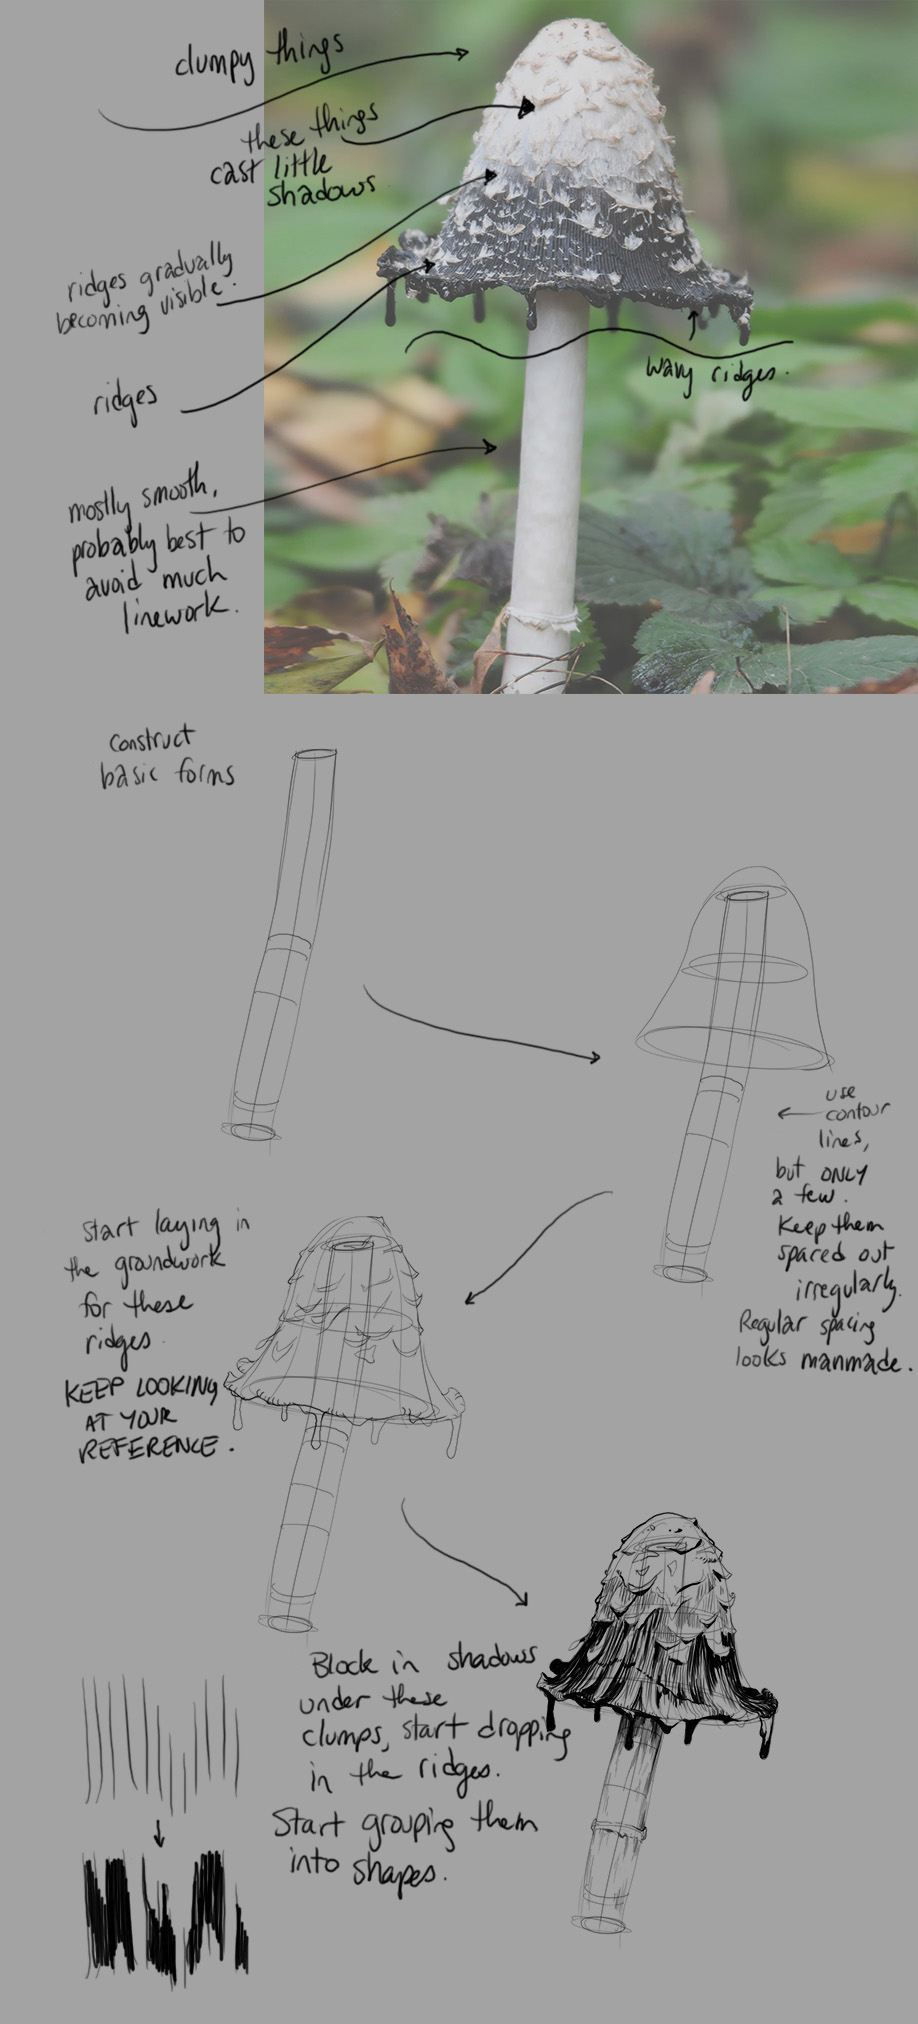 clumpy things
these things
cast little
shadows
ridges gradually
becoming visible.
ridges
wavy ridges.
mostly smooth,
probably best to
avoid much
linework.
construct
basic forms
use
contour
lines,
but ONLY
a few.
Keep them
spaced out
irregularly.
Regular spacing
looks manmade.
Start laying in
the groundwork
for these
ridges.
KEEP LOOKING
AT YOUR
REFERENCE.
Block in shadows
under these
clumps, start dropping
in the ridges.
Start grouping them
into shapes.